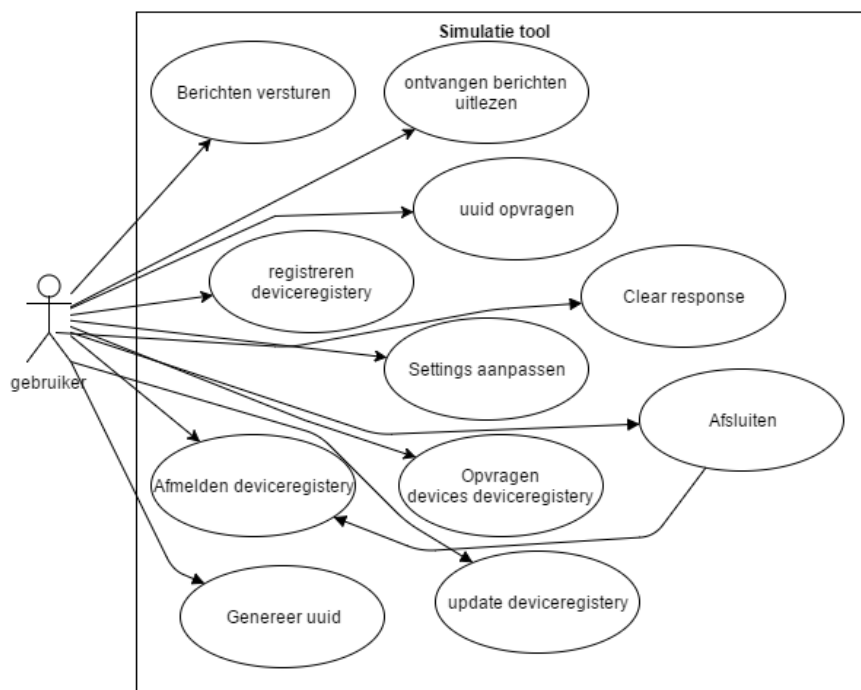 Simulatie tool
Berichten versturen
ontvangen berichten
uitlezen
uuid opvragen
registreren
deviceregistery
Clear response
gebruiker
Settings aanpassen
Afsluiten
Afmelden deviceregistery
Opvragen
devices deviceregistery
Genereer uuid
update deviceregistery